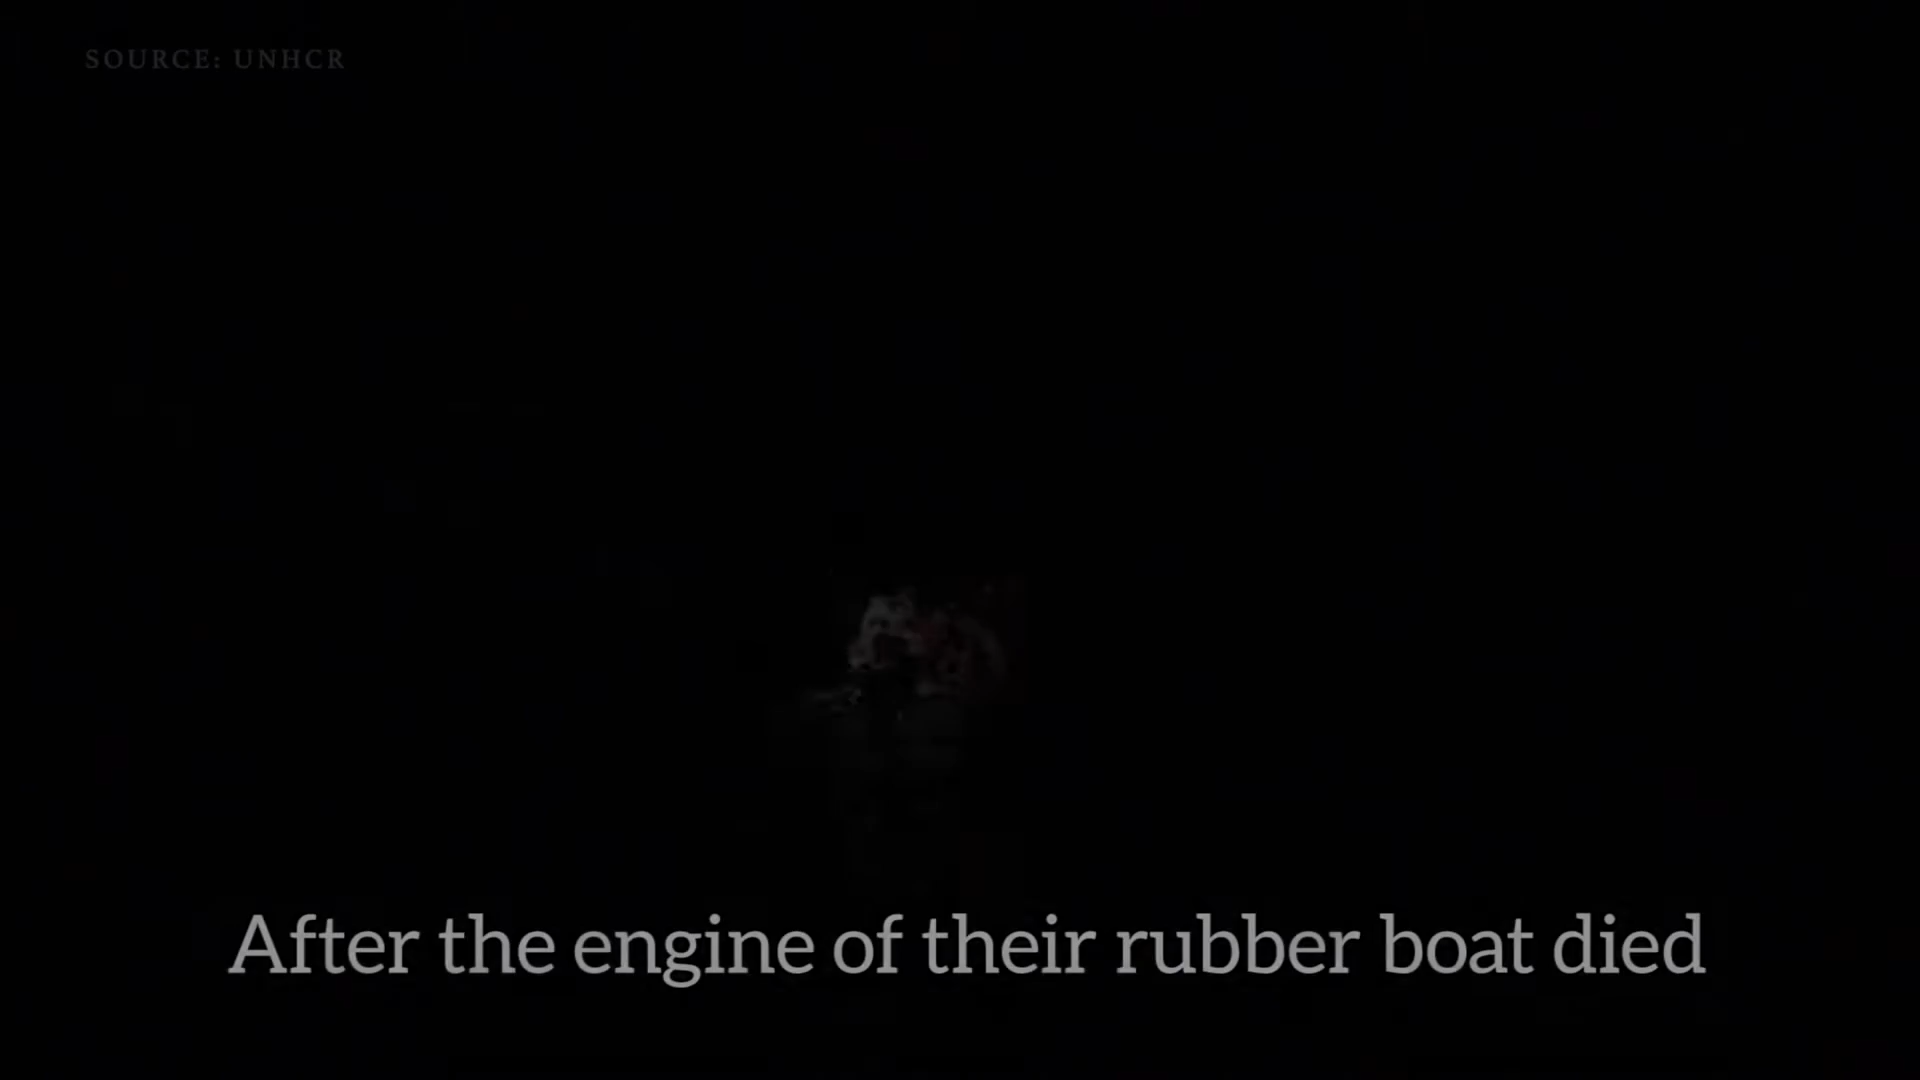 SOURCE: UNHCR
After the engine of their rubber boat died